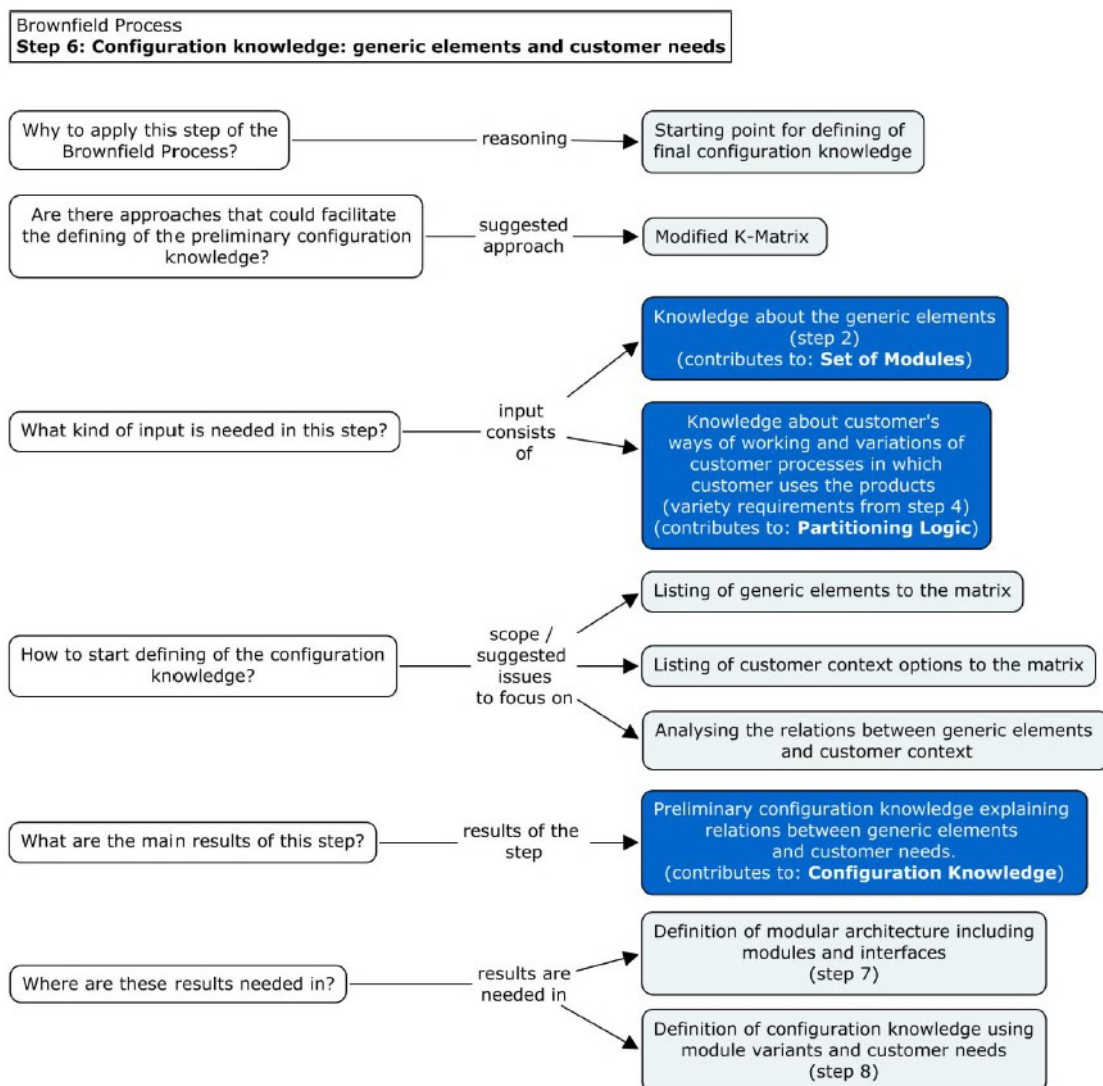 Brownfield Process
Step 6: Configuration knowledge: generic elements and customer needs
Why to apply this step of the
Brownfield Process?
reasoning
Starting point for defining of
final configuration knowledge
Are there approaches that could facilitate
the defining of the preliminary configuration
knowledge?
suggested
approach
Modified K-Matrix
What kind of input is needed in this step?
input
consists
of
Knowledge about the generic elements
(step 2)
(contributes to: Set of Modules)
Knowledge about customer's
ways of working and variations of
customer processes in which
customer uses the products
(variety requirements from step 4)
(contributes to: Partitioning Logic)
How to start defining of the configuration
knowledge?
scope /
suggested
issues
to focus on
Listing of generic elements to the matrix
Listing of customer context options to the matrix
Analysing the relations between generic elements
and customer context
What are the main results of this step?
results of the
step
Preliminary configuration knowledge explaining
relations between generic elements
and customer needs.
(contributes to: Configuration Knowledge)
Where are these results needed in?
results are
needed in
Definition of modular architecture including
modules and interfaces
(step 7)
Definition of configuration knowledge using
module variants and customer needs
(step 8)